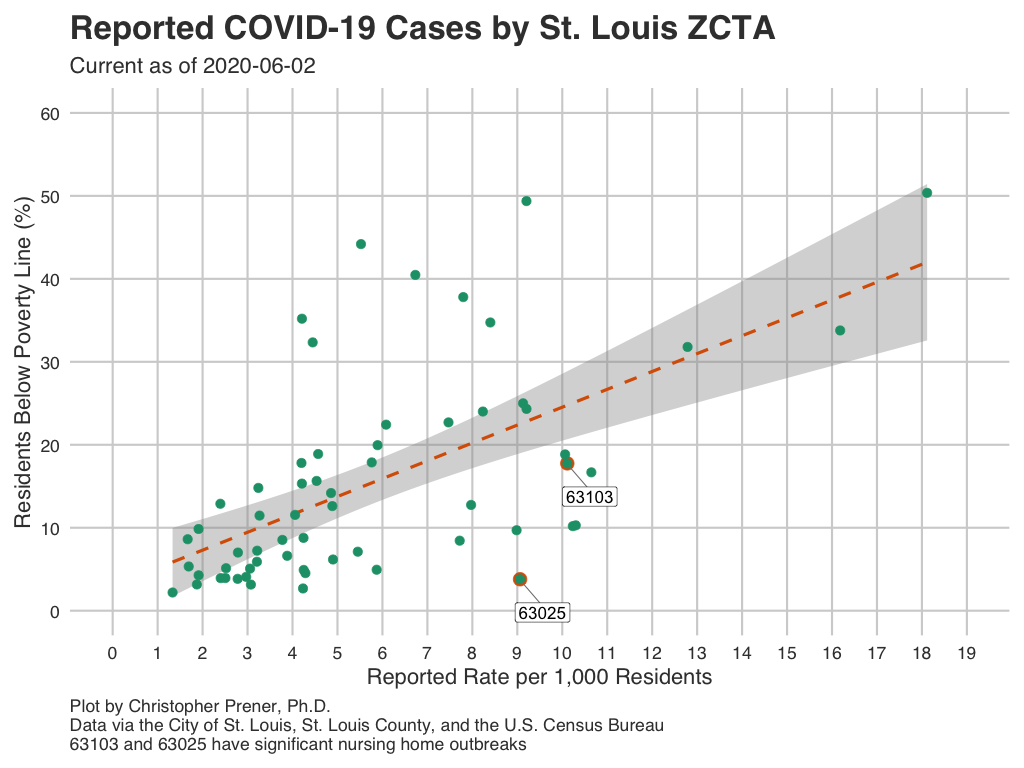 Reported COVID-19 Cases by St. Louis ZCTA
Current as of 2020-06-02
Residents Below Poverty Line (%)
60
50
40
30
20
10
0
63103
63025
0 1 2 3 4 5 6 7 8 9 10 11 12 13 14 15 16 17 18 19
Reported Rate per 1,000 Residents
Plot by Christopher Prener, Ph.D.
Data via the City of St. Louis, St. Louis County, and the U.S. Census Bureau
63103 and 63025 have significant nursing home outbreaks